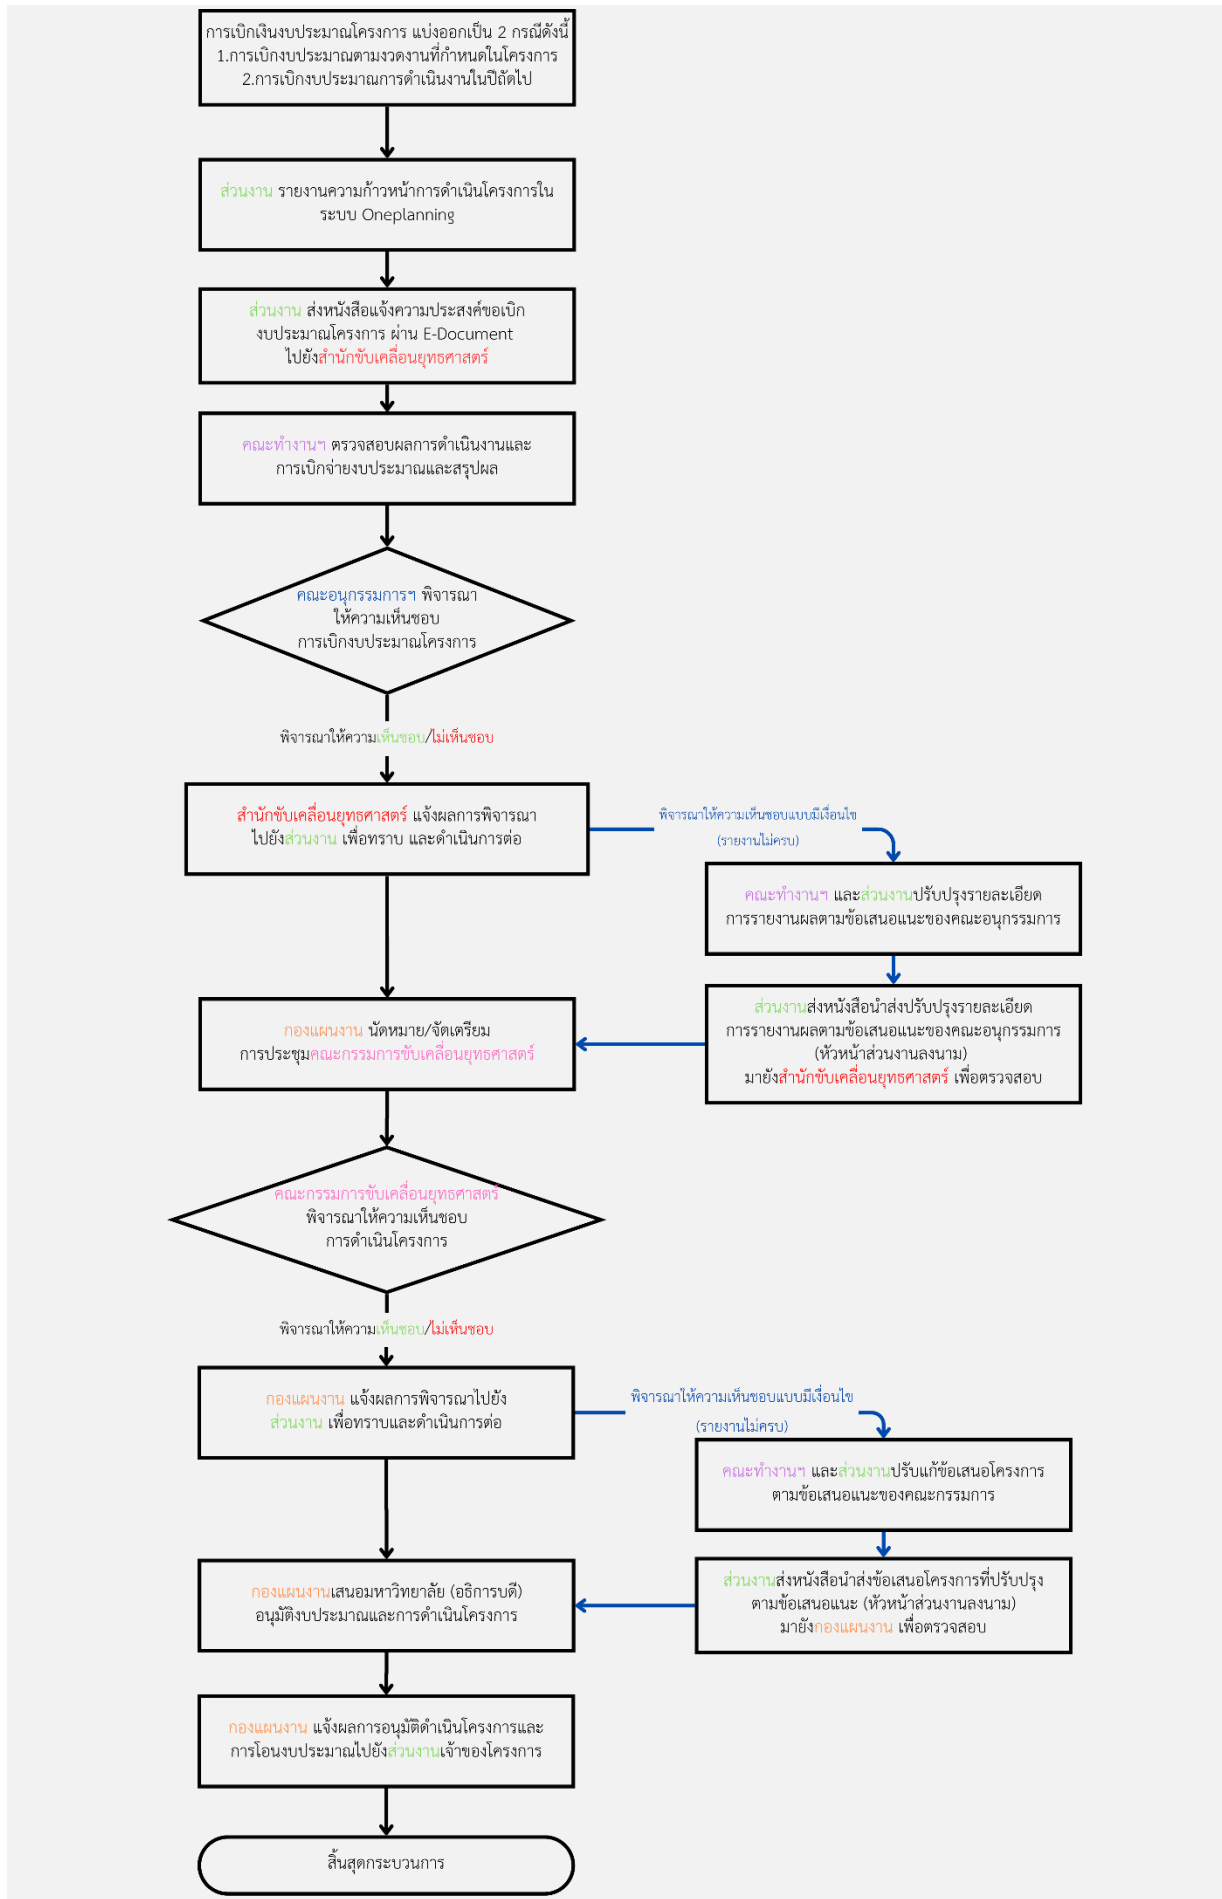 การเบิกเงินงบประมาณโครงการ แบ่งออกเป็น 2 กรณีดังนี้
1.การเบิกงบประมาณตามงวดงานที่กำหนดในโครงการ
2.การเบิกงบประมาณการดำเนินงานในปีถัดไป
ส่วนงาน รายงานความก้าวหน้าการดำเนินโครงการใน
ระบบ Oneplanning
ส่วนงาน ส่งหนังสือแจ้งความประสงค์ขอเบิก
งบประมาณโครงการ ผ่าน E-Document
ไปยังสำนักขับเคลื่อนยุทธศาสตร์
คณะทำงานฯ ตรวจสอบผลการดำเนินงานและ
การเบิกจ่ายงบประมาณและสรุปผล
คณะอนุกรรมการฯ พิจารณา
ให้ความเห็นชอบ
การเบิกงบประมาณโครงการ
พิจารณาให้ความเห็นชอบ/ไม่เห็นชอบ
สำนักขับเคลื่อนยุทธศาสตร์ แจ้งผลการพิจารณา
ไปยังส่วนงาน เพื่อทราบ และดำเนินการต่อ
พิจารณาให้ความเห็นชอบแบบมีเงื่อนไข
(รายงานไม่ครบ)
คณะทำงานฯ และส่วนงานปรับปรุงรายละเอียด
การรายงานผลตามข้อเสนอแนะของคณะอนุกรรมการ
ส่วนงานส่งหนังสือนำส่งปรับปรุงรายละเอียด
การรายงานผลตามข้อเสนอแนะของคณะอนุกรรมการ
(หัวหน้าส่วนงานลงนาม)
มายังสำนักขับเคลื่อนยุทธศาสตร์ เพื่อตรวจสอบ
กองแผนงาน นัดหมาย/จัดเตรียม
การประชุมคณะกรรมการขับเคลื่อนยุทธศาสตร์
คณะกรรมการขับเคลื่อนยุทธศาสตร์
พิจารณาให้ความเห็นชอบ
การดำเนินโครงการ
พิจารณาให้ความเห็นชอบ/ไม่เห็นชอบ
กองแผนงาน แจ้งผลการพิจารณาไปยัง
ส่วนงาน เพื่อทราบและดำเนินการต่อ
พิจารณาให้ความเห็นชอบแบบมีเงื่อนไข
(รายงานไม่ครบ)
คณะทำงานฯ และส่วนงานปรับแก้ข้อเสนอโครงการ
ตามข้อเสนอแนะของคณะกรรมการ
ส่วนงานส่งหนังสือนำส่งข้อเสนอโครงการที่ปรับปรุง
ตามข้อเสนอแนะ (หัวหน้าส่วนงานลงนาม)
มายังกองแผนงาน เพื่อตรวจสอบ
กองแผนงานเสนอมหาวิทยาลัย (อธิการบดี)
อนุมัติงบประมาณและการดำเนินโครงการ
กองแผนงาน แจ้งผลการอนุมัติดำเนินโครงการและ
การโอนงบประมาณไปยังส่วนงานเจ้าของโครงการ
สิ้นสุดกระบวนการ